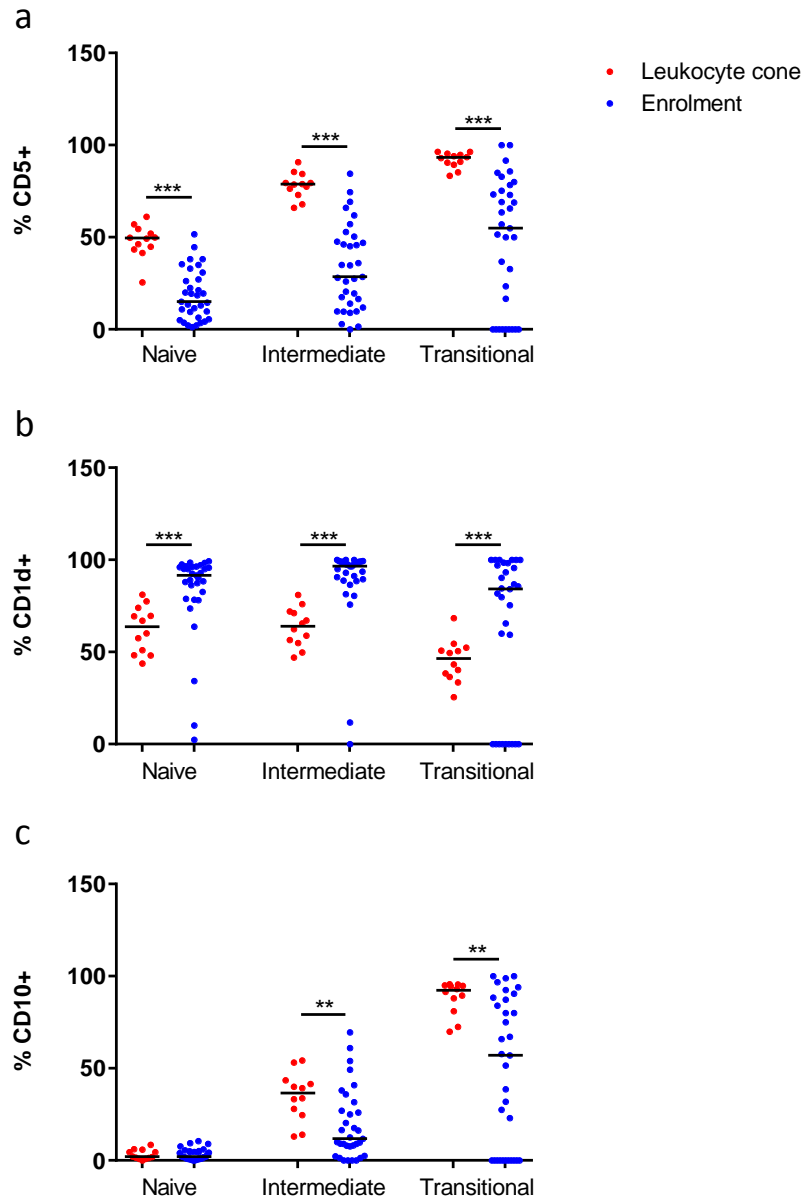 a
150
Leukocyte cone
Enrolment
100
50
0
% CD5+
***
***
***
Naive Intermediate Transitional
b
150
100
50
0
% CD1d+
***
***
***
Naive Intermediate Transitional
c
150
100
50
0
% CD10+
**
**
Naive Intermediate Transitional